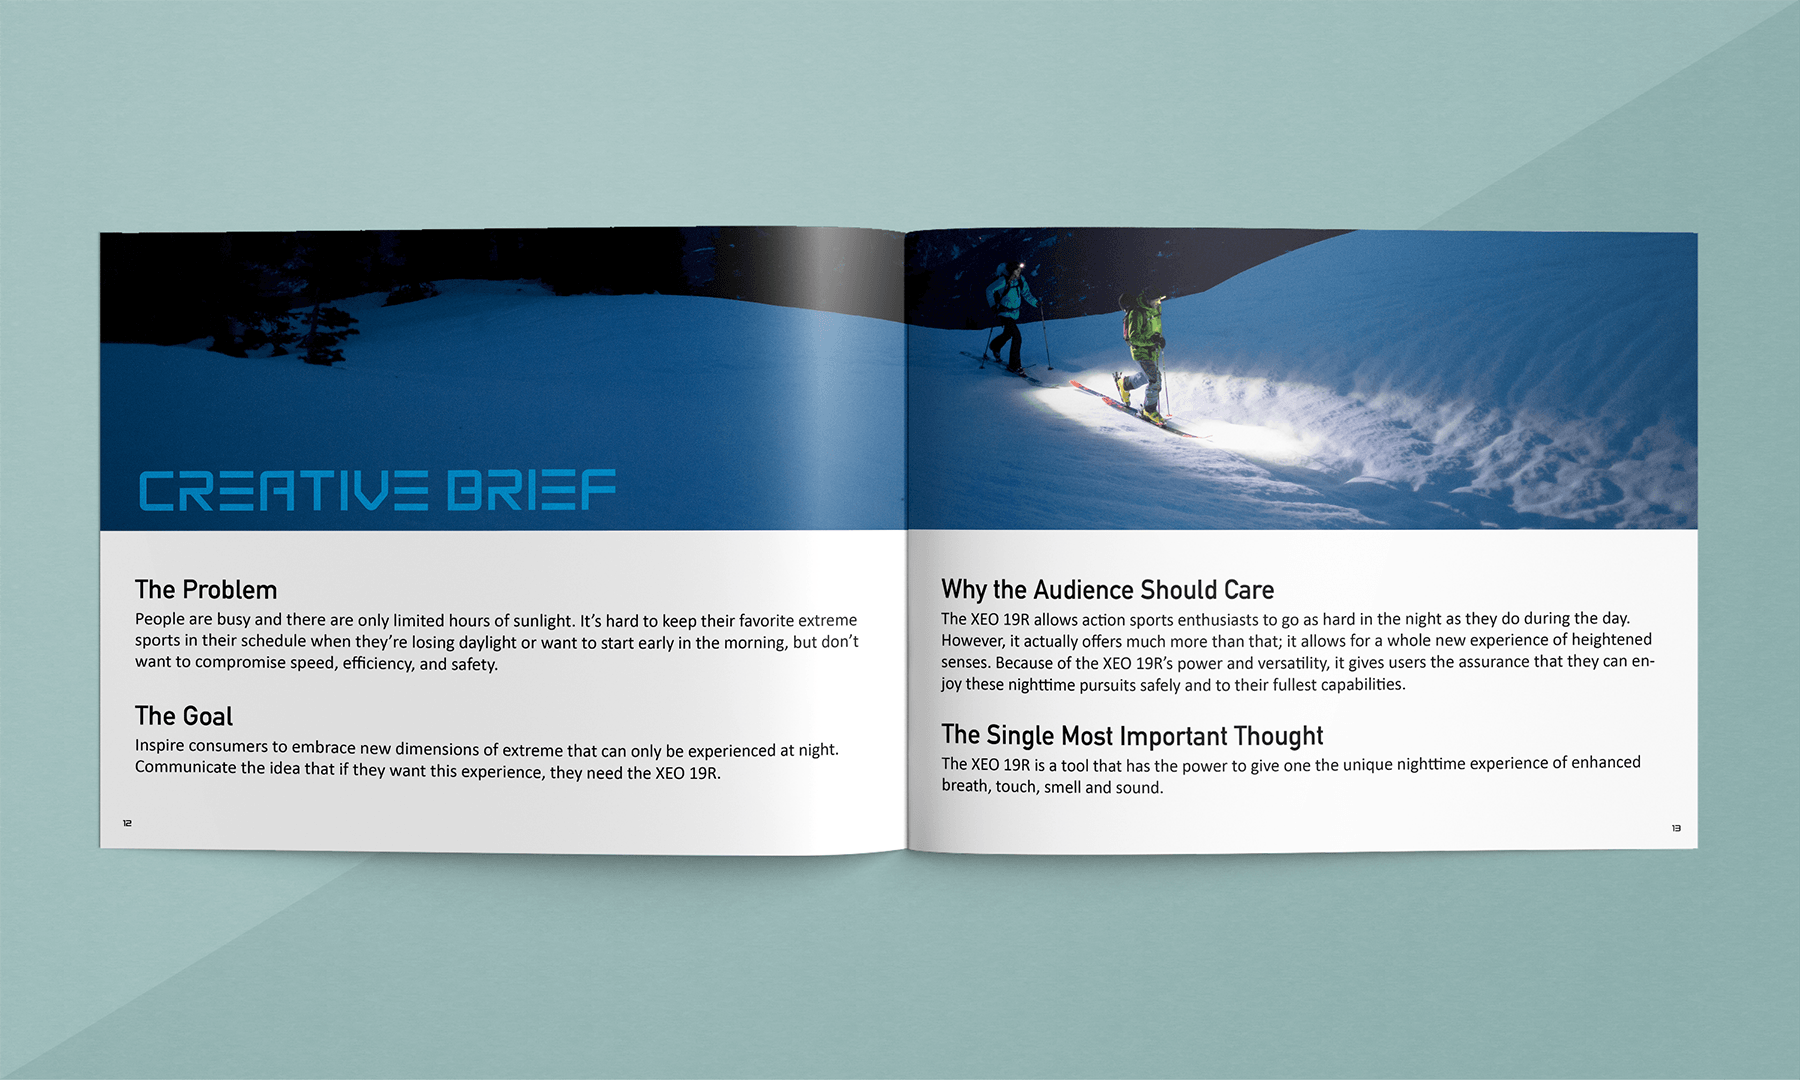 CREATIVE BRIEF
The Problem
People are busy and there are only limited hours of sunlight. It's hard to keep their favorite extreme
sports in their schedule when they're losing daylight or want to start early in the morning, but don't
want to compromise speed, efficiency, and safety.
The Goal
Inspire consumers to embrace new dimensions of extreme that can only be experienced at night.
Communicate the idea that if they want this experience, they need the XEO 19R.
12
Why the Audience Should Care
The XEO 19R allows action sports enthusiasts to go as hard in the night as they do during the day.
However, it actually offers much more than that; it allows for a whole new experience of heightened
senses. Because of the XEO 19R's power and versatility, it gives users the assurance that they can en-
joy these nighttime pursuits safely and to their fullest capabilities.
The Single Most Important Thought
The XEO 19R is a tool that has the power to give one the unique nighttime experience of enhanced
breath, touch, smell and sound.
13